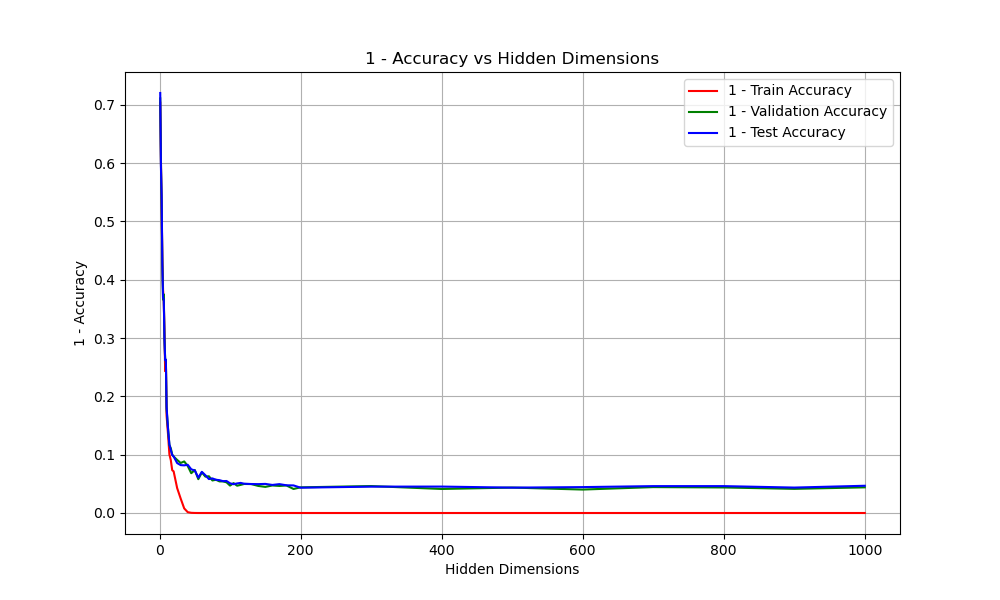 1 - Accuracy vs Hidden Dimensions
1 - Train Accuracy
1 - Validation Accuracy
1 - Test Accuracy
1 - Accuracy
0.7
0.6
0.5
0.4
0.3
0.2
0.1
0.0
0 200 400 600 800 1000
Hidden Dimensions